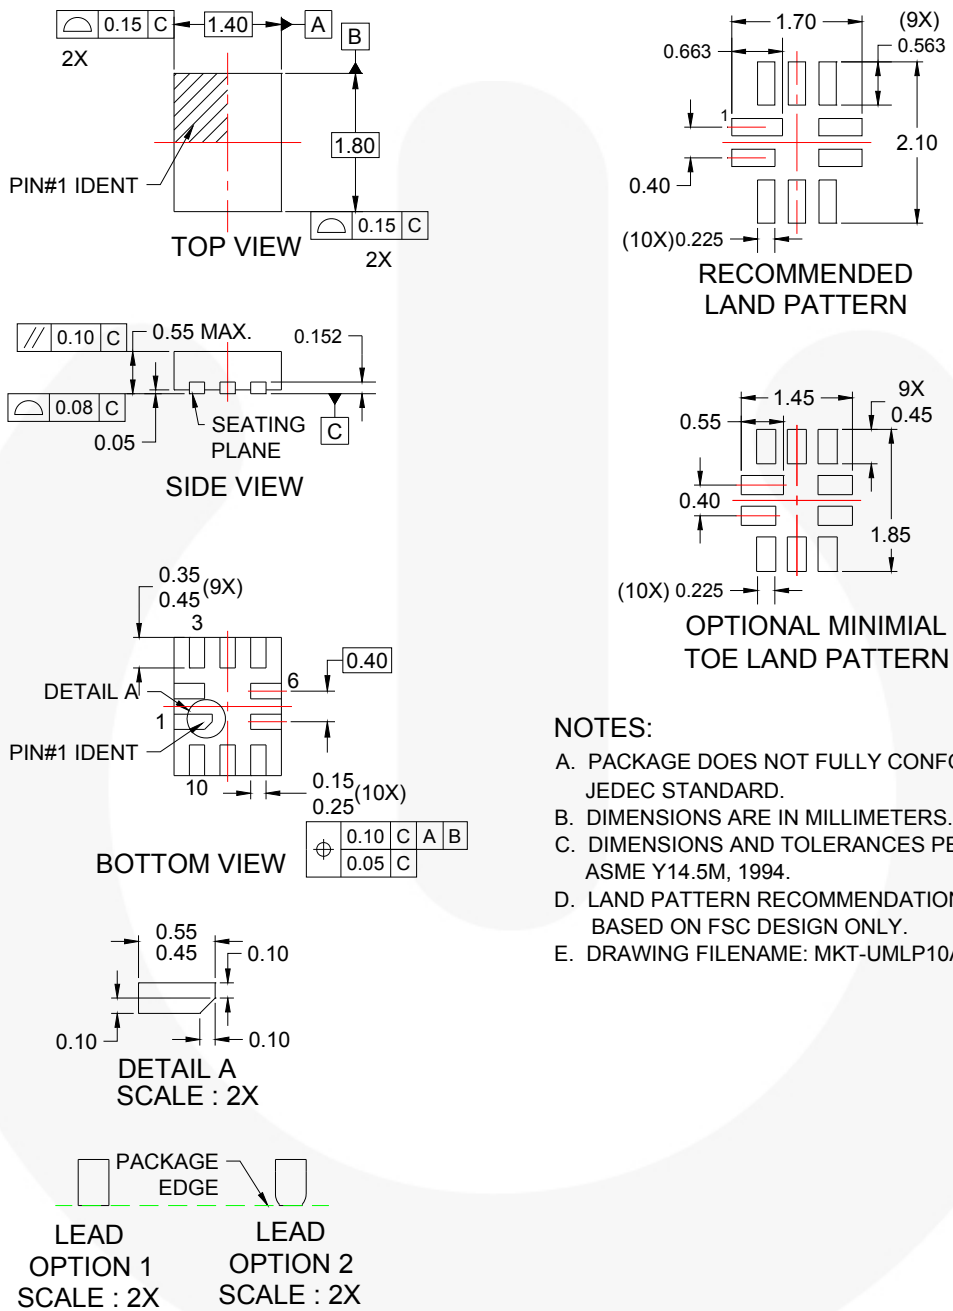 0.15 C
2X
1.40
A
B
1.80
PIN#1 IDENT
0.15 C
2X
TOP VIEW
1.70
(9X)
0.563
0.663
1
2.10
0.40
(10X) 0.225
RECOMMENDED
LAND PATTERN
// 0.10 C
0.55 MAX.
0.152
0.08 C
0.05
SEATING
PLANE
C
SIDE VIEW
1.45
9X
0.45
0.55
0.40
1.85
(10X) 0.225
OPTIONAL MINIMIAL
TOE LAND PATTERN
0.35
0.45 (9X)
3
0.40
DETAIL A
6
1
PIN#1 IDENT
10
0.15
0.25 (10X)
0.10 C A B
0.05 C
BOTTOM VIEW
NOTES:
A. PACKAGE DOES NOT FULLY CONFO
JEDEC STANDARD.
B. DIMENSIONS ARE IN MILLIMETERS.
C. DIMENSIONS AND TOLERANCES PE
ASME Y14.5M, 1994.
D. LAND PATTERN RECOMMENDATION
BASED ON FSC DESIGN ONLY.
E. DRAWING FILENAME: MKT-UMLP10A
0.55
0.45
0.10
0.10
0.10
DETAIL A
SCALE : 2X
PACKAGE
EDGE
LEAD
OPTION 1
SCALE : 2X
LEAD
OPTION 2
SCALE : 2X